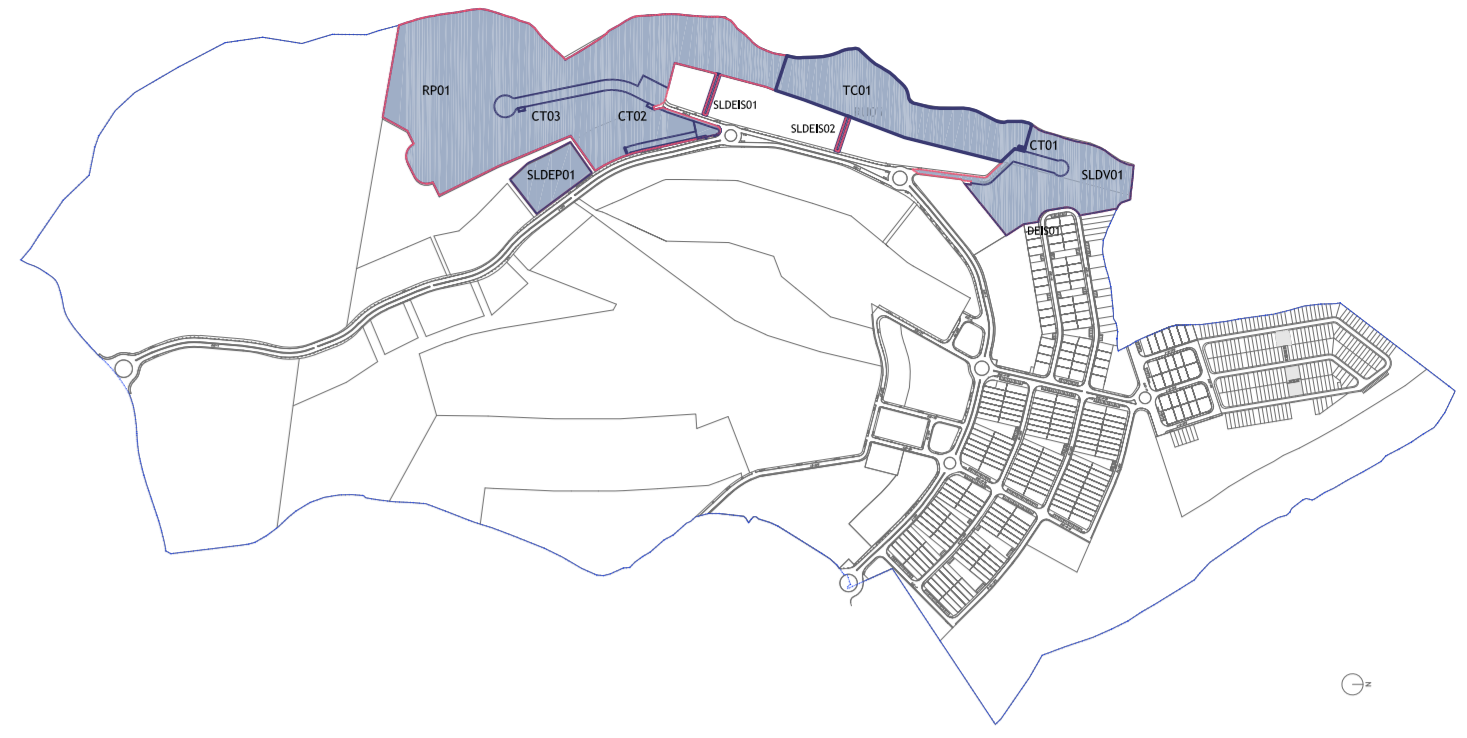 RP01
TC01
SLDEIS01
CT03
CT02
SLDEIS02
CT01
SLDEP01
SLDV01
DEIS01
N